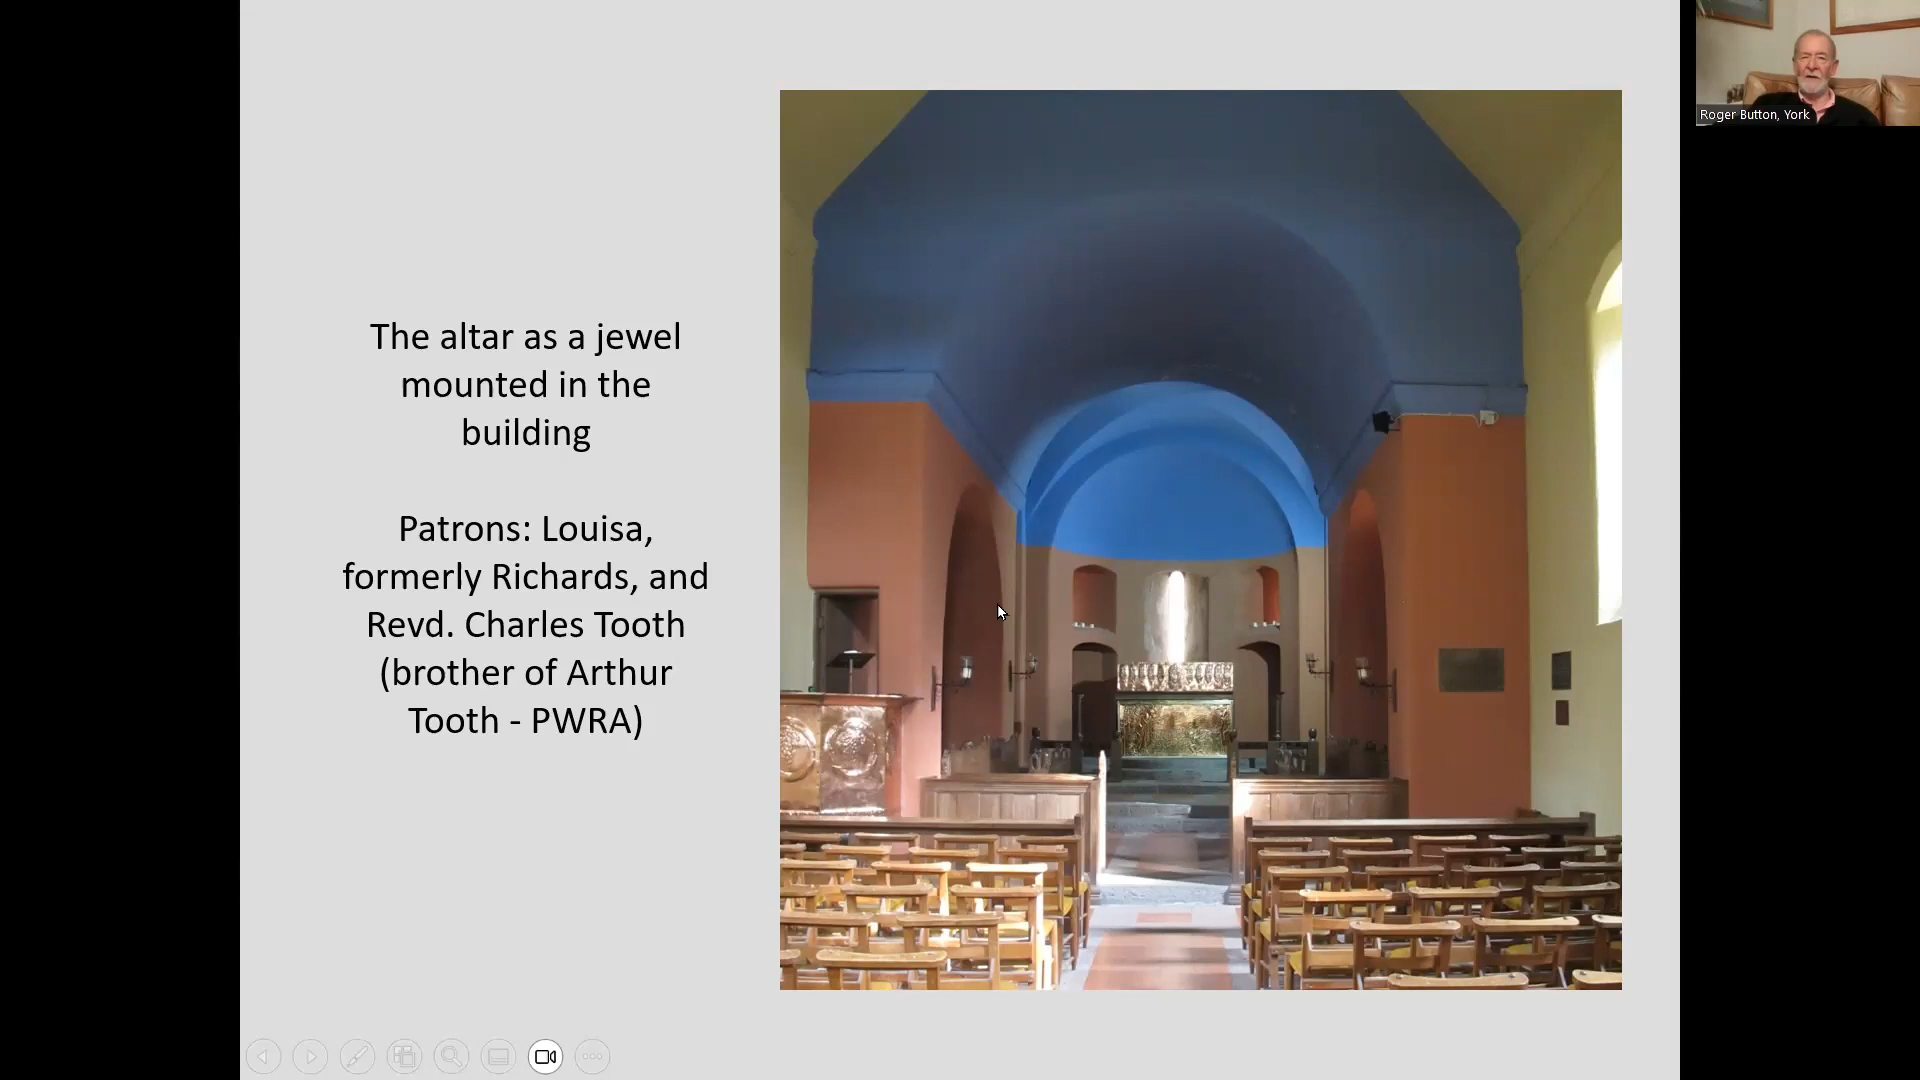 The altar as a jewel
mounted in the
building
Patrons: Louisa,
formerly Richards, and
Revd. Charles Tooth
(brother of Arthur
Tooth - PWRA)
Roger Button, York